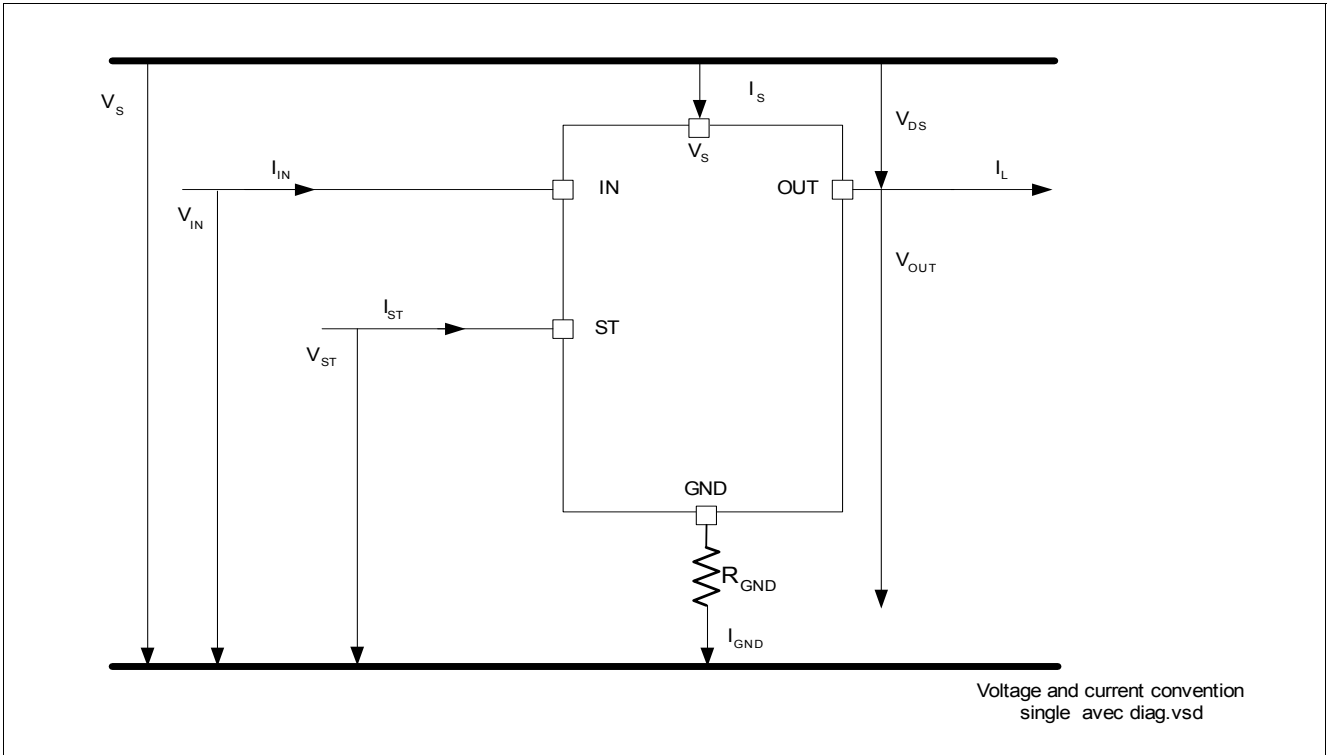 V_S
I_S
V_DS
V_S
I_IN
IN
OUT
I_L
V_IN
V_OUT
I_ST
ST
V_ST
GND
R_GND
I_GND
Voltage and current convention
single avec diag.vsd